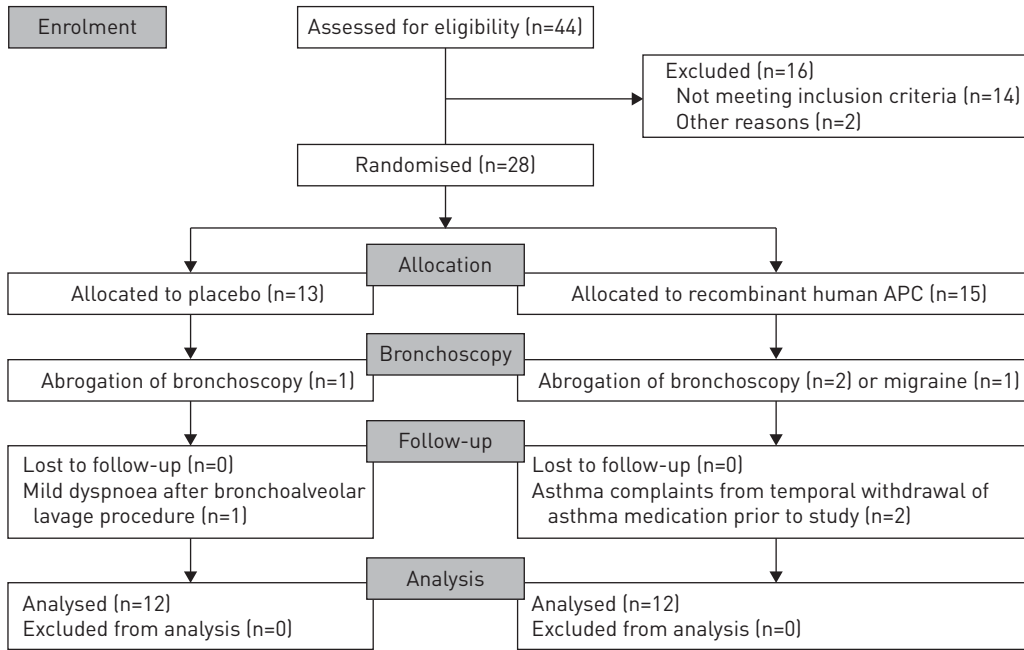 Enrolment
Assessed for eligibility (n=44)
Excluded (n=16)
Not meeting inclusion criteria (n=14)
Other reasons (n=2)
Randomised (n=28)
Allocation
Allocated to placebo (n=13)
Allocated to recombinant human APC (n=15)
Bronchoscopy
Abrogation of bronchoscopy (n=1)
Abrogation of bronchoscopy (n=2) or migraine (n=1)
Follow-up
Lost to follow-up (n=0)
Mild dyspnoea after bronchoalveolar
lavage procedure (n=1)
Lost to follow-up (n=0)
Asthma complaints from temporal withdrawal of
asthma medication prior to study (n=2)
Analysis
Analysed (n=12)
Excluded from analysis (n=0)
Analysed (n=12)
Excluded from analysis (n=0)